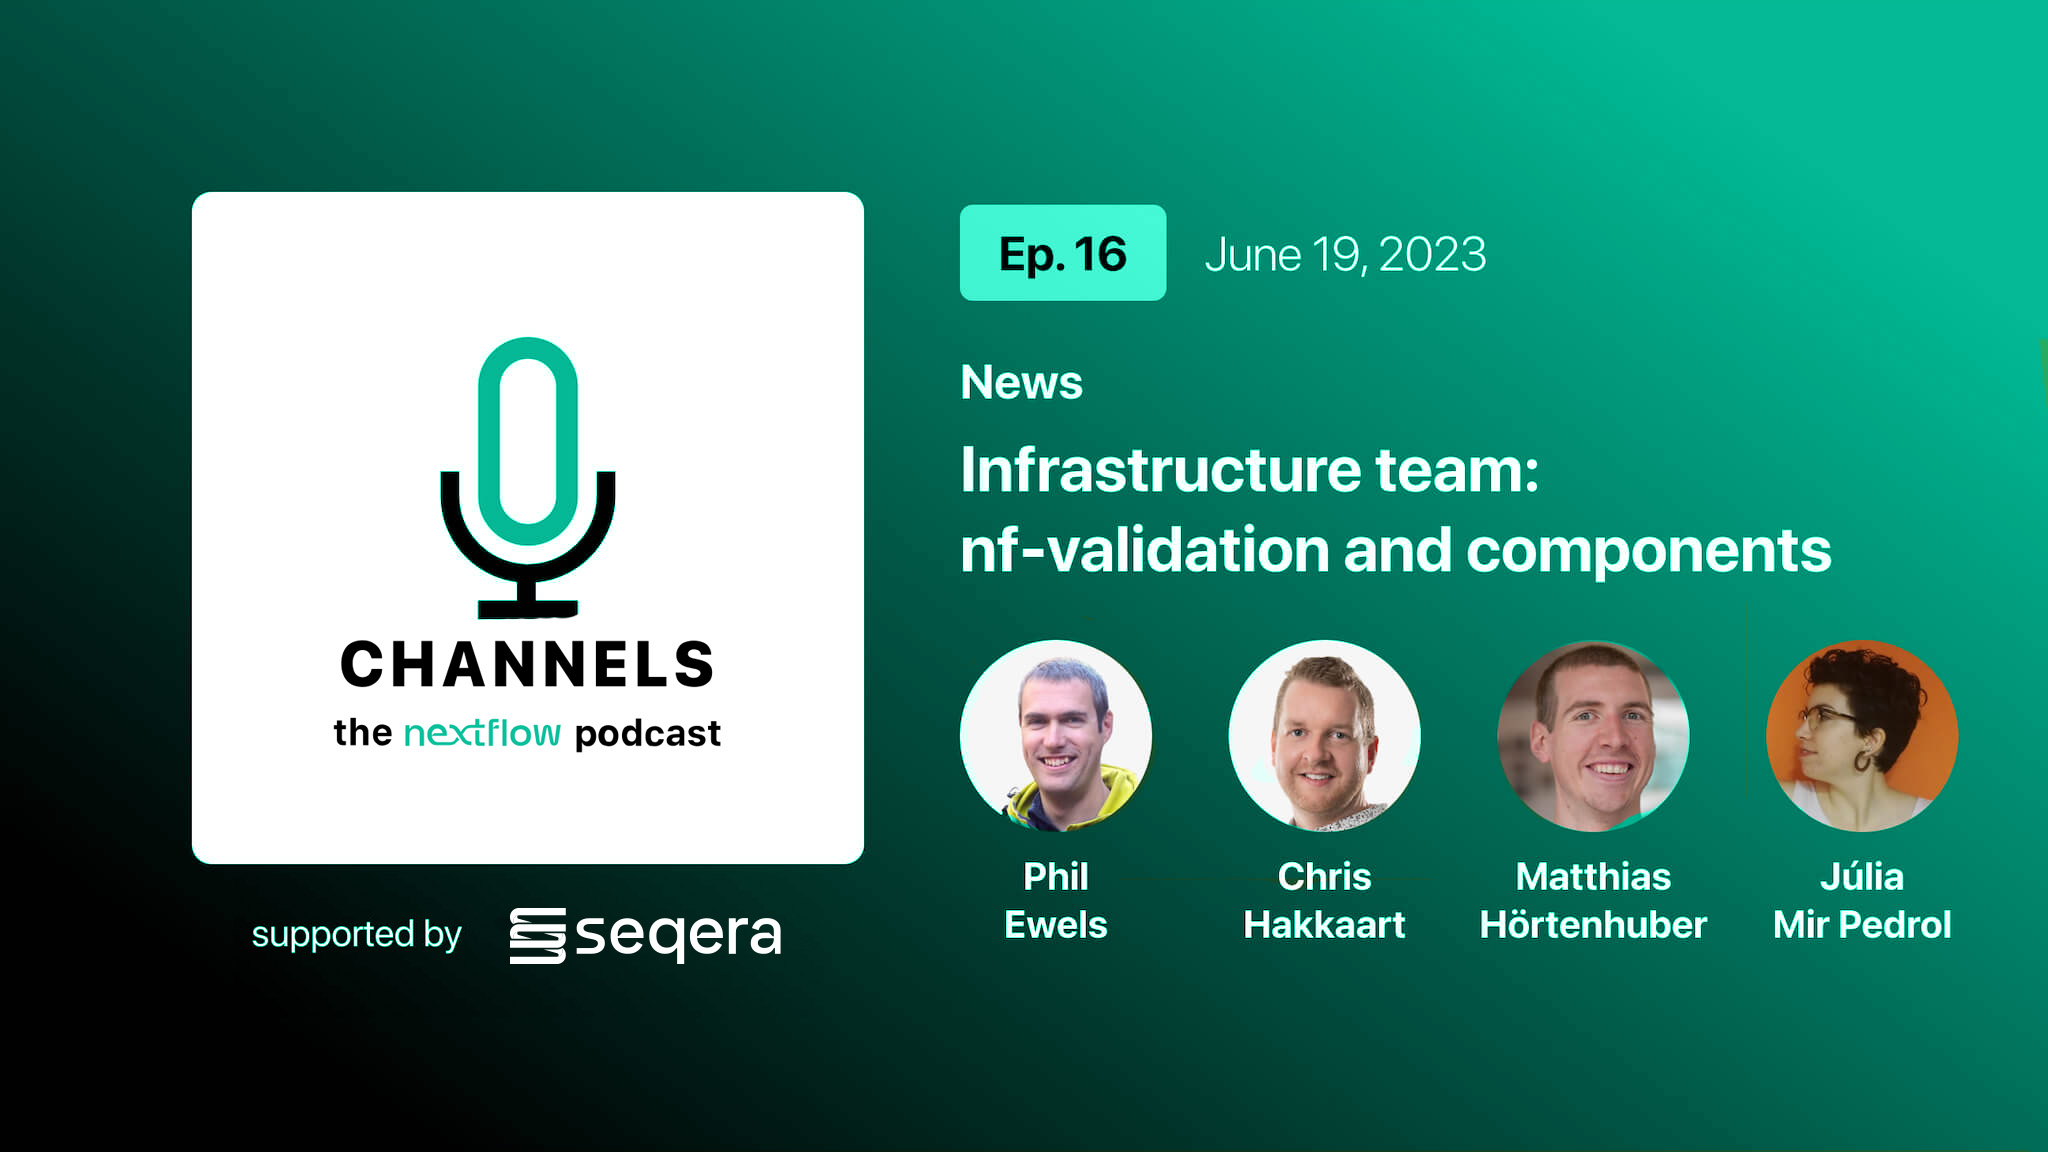 CHANNELS
the nextflow podcast
supported by seqera
Ep. 16 June 19, 2023
News
Infrastructure team:
nf-validation and components
Phil
Ewels
Chris
Hakkaart
Matthias
Hörtenhuber
Júlia
Mir Pedrol